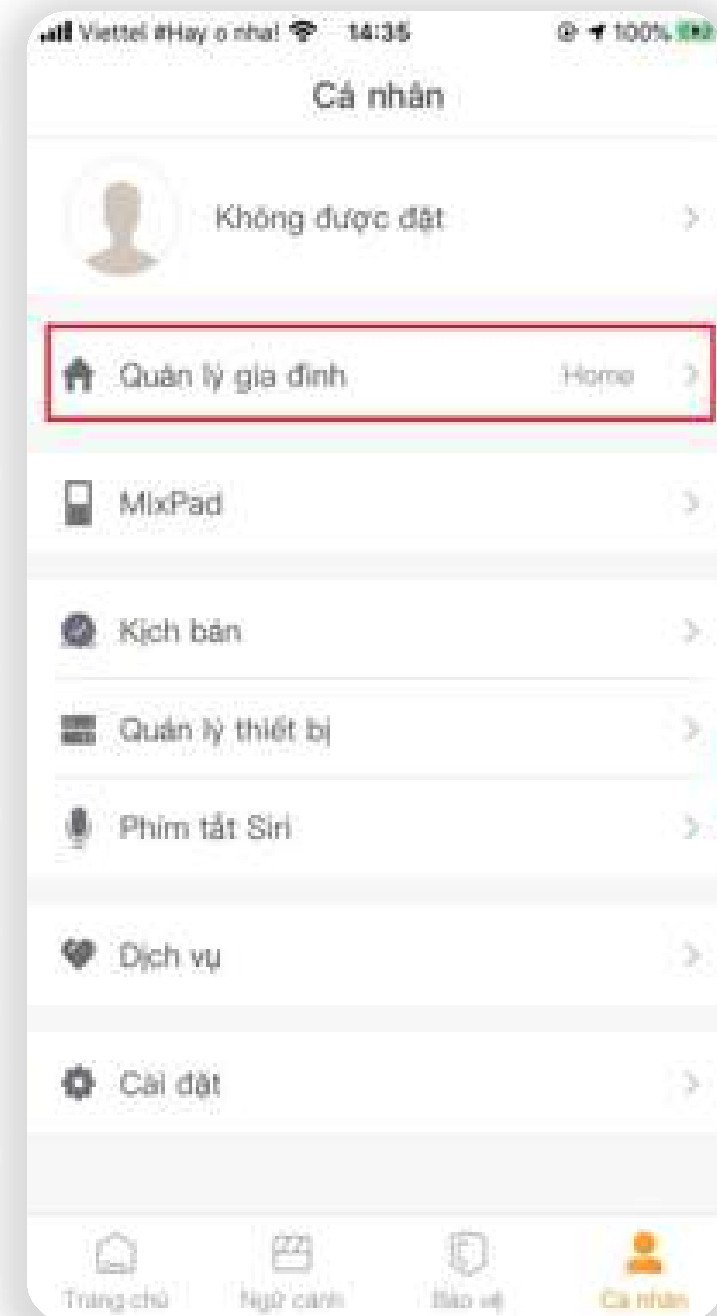 Viettel #Hay o nha! 14:35 100%
Cá nhân
Không được đặt
Quản lý gia đình Home
MixPad
Kịch bản
Quản lý thiết bị
Phím tắt Siri
Dịch vụ
Cài đặt
Trang chủ Ngữ cảnh Bảo vệ Cá nhân